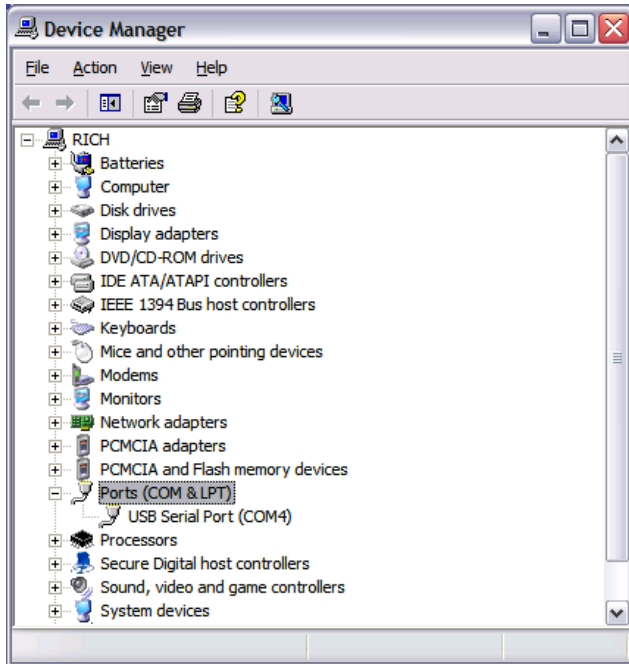 Device Manager
File Action View Help
RICH
Batteries
Computer
Disk drives
Display adapters
DVD/CD-ROM drives
IDE ATA/ATAPI controllers
IEEE 1394 Bus host controllers
Keyboards
Mice and other pointing devices
Modems
Monitors
Network adapters
PCMCIA adapters
PCMCIA and Flash memory devices
Ports (COM & LPT)
USB Serial Port (COM4)
Processors
Secure Digital host controllers
Sound, video and game controllers
System devices